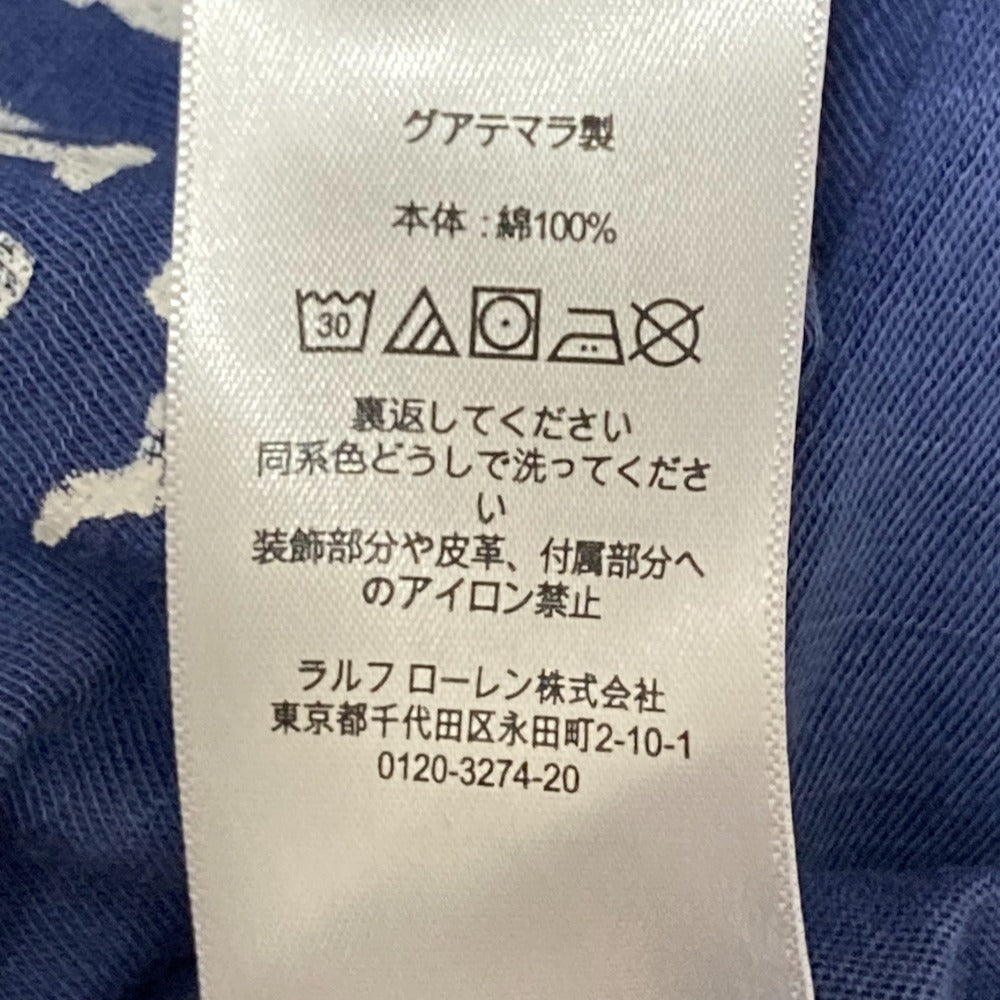 グアテマラ製
本体：綿100%
30
裏返してください
同系色どうしで洗ってくださ
い
装飾部分や皮革、付属部分へ
のアイロン禁止
ラルフ ローレン株式会社
東京都千代田区永田町2-10-1
0120-3274-20